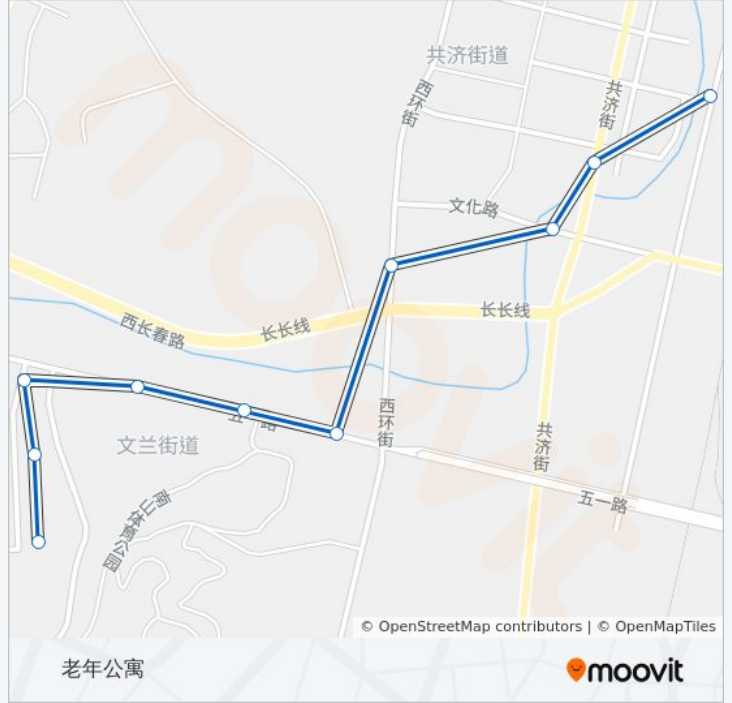 共济街道
西环街
共济街
文化路
西长春路
长长线
长长线
五一路
西环街
文兰街道
共济街
五一路
南山体育公园
© OpenStreetMap contributors | © OpenMapTiles
老年公寓
moovit